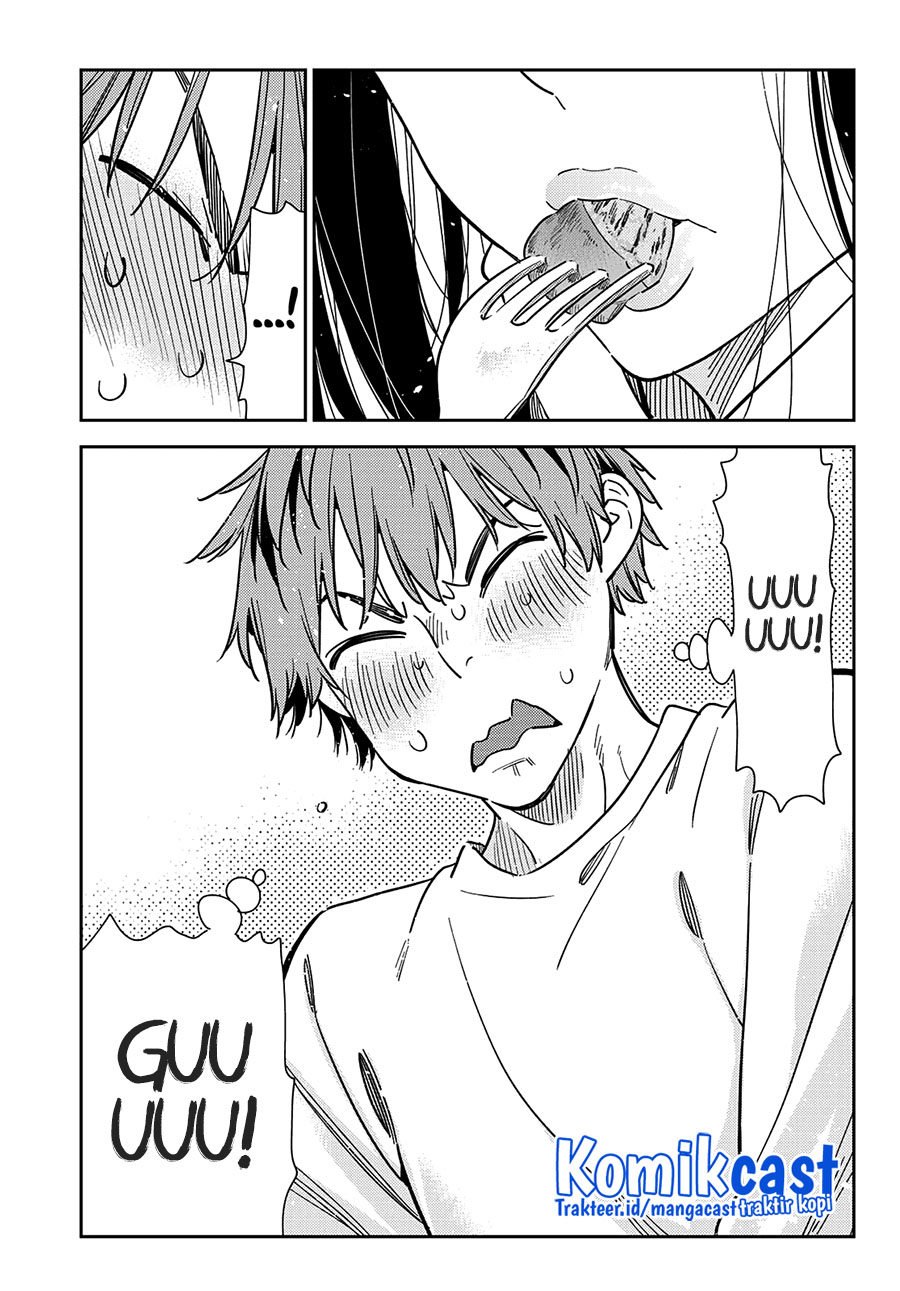 ....!
UUU
UUU!
GUU
UUU!
Komikcast
Trakteer.id/mangacast traktir kopi